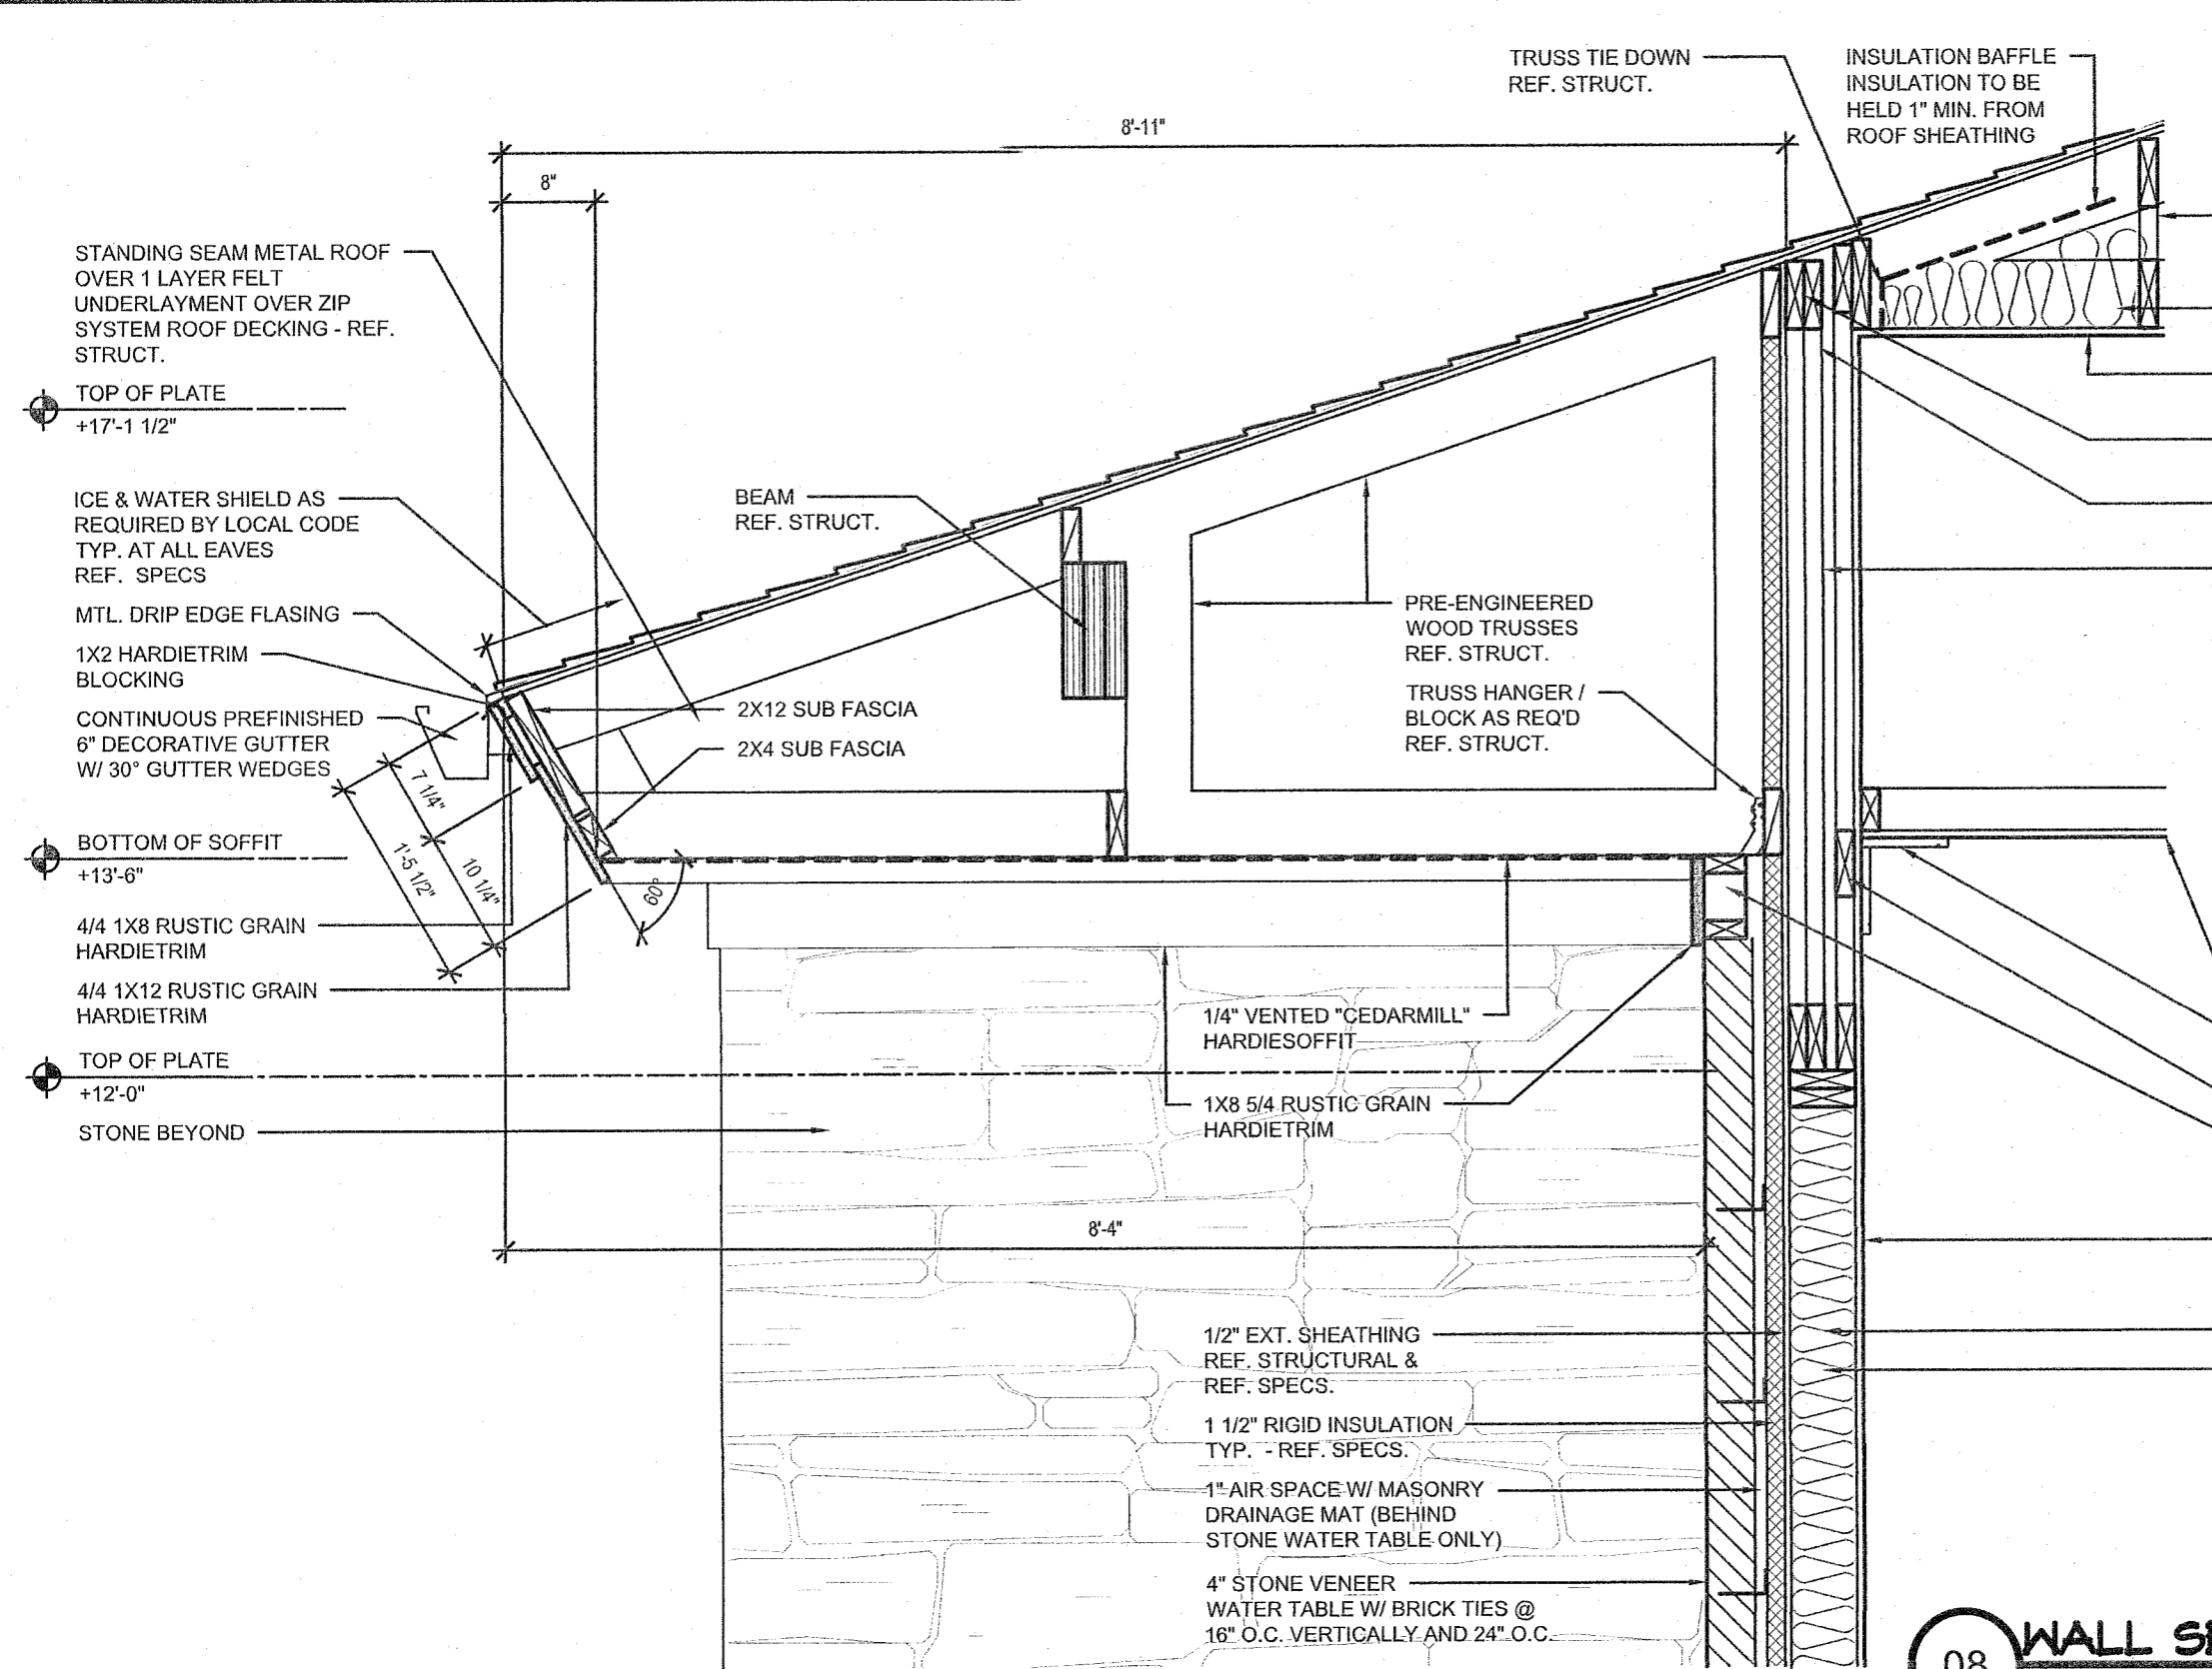 TRUSS TIE DOWN
REF. STRUCT.
INSULATION BAFFLE
INSULATION TO BE
HELD 1" MIN. FROM
ROOF SHEATHING
8'-11"
8"
STANDING SEAM METAL ROOF
OVER 1 LAYER FELT
UNDERLAYMENT OVER ZIP
SYSTEM ROOF DECKING - REF.
STRUCT.
TOP OF PLATE
+17'-1 1/2"
ICE & WATER SHIELD AS
REQUIRED BY LOCAL CODE
TYP. AT ALL EAVES
REF. SPECS
BEAM
REF. STRUCT.
MTL. DRIP EDGE FLASING
1X2 HARDIETRIM
BLOCKING
CONTINUOUS PREFINISHED
6" DECORATIVE GUTTER
W/ 30° GUTTER WEDGES
2X12 SUB FASCIA
2X4 SUB FASCIA
PRE-ENGINEERED
WOOD TRUSSES
REF. STRUCT.
TRUSS HANGER /
BLOCK AS REQ'D
REF. STRUCT.
7 1/4"
10 1/4"
1'-5 1/2"
60°
BOTTOM OF SOFFIT
+13'-6"
4/4 1X8 RUSTIC GRAIN
HARDIETRIM
4/4 1X12 RUSTIC GRAIN
HARDIETRIM
1/4" VENTED "CEDARMILL"
HARDIESOFFIT
TOP OF PLATE
+12'-0"
1X8 5/4 RUSTIC GRAIN
HARDIETRIM
STONE BEYOND
8'-4"
1/2" EXT. SHEATHING
REF. STRUCTURAL &
REF. SPECS.
1 1/2" RIGID INSULATION
TYP. - REF. SPECS.
1" AIR SPACE W/ MASONRY
DRAINAGE MAT (BEHIND
STONE WATER TABLE ONLY)
4" STONE VENEER
WATER TABLE W/ BRICK TIES @
16" O.C. VERTICALLY AND 24" O.C.
08
WALL